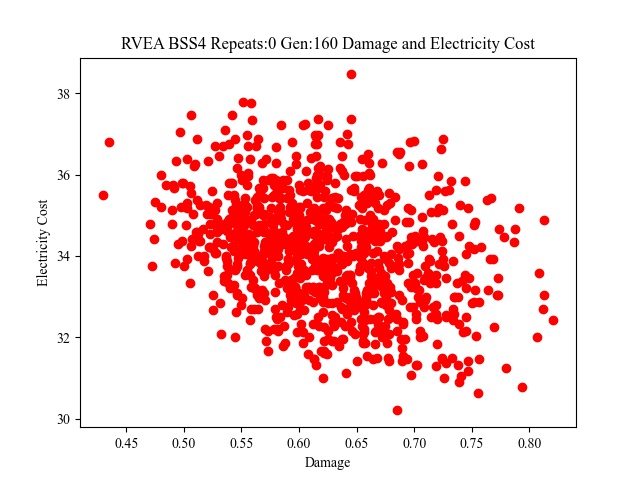 RVEA BSS4 Repeats:0 Gen:160 Damage and Electricity Cost
38
36
34
32
30
Electricity Cost
0.45 0.50 0.55 0.60 0.65 0.70 0.75 0.80
Damage